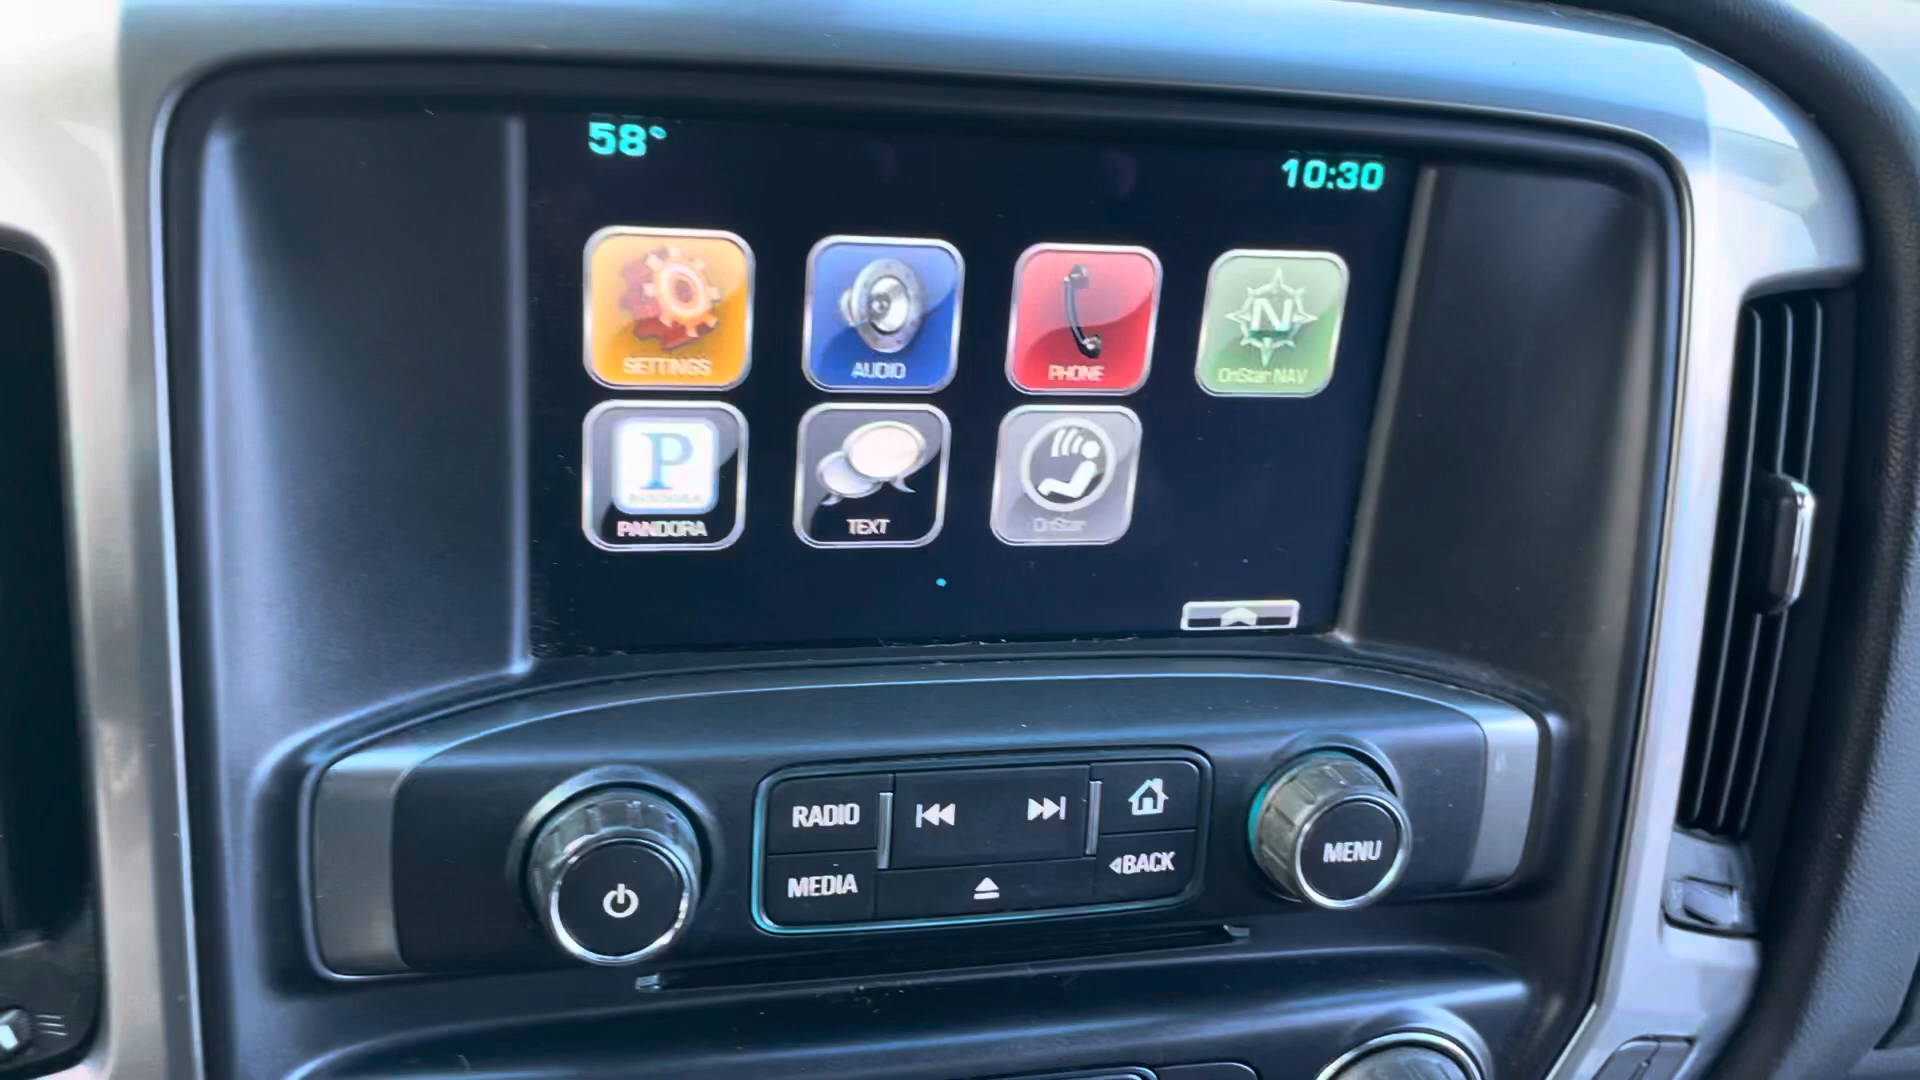 58°
10:30
SETTINGS
AUDIO
PHONE
N
OnStar NAV
P
PANDORA
TEXT
OnStar
RADIO
MEDIA
BACK
MENU